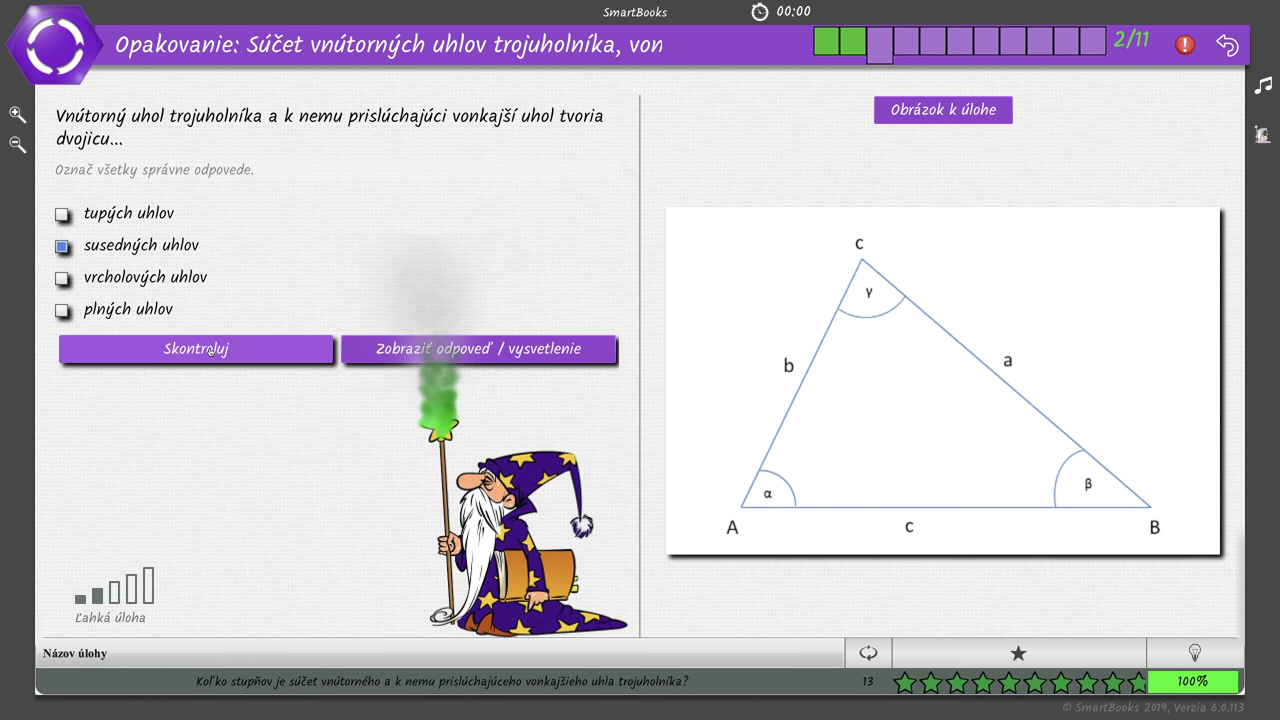 SmartBooks
00:00
Opakovanie: Súčet vnútorných uhlov trojuholníka, von
2/11
Vnútorný uhol trojuholníka a k nemu prislúchajúci vonkajší uhol tvoria
dvojicu...
Označ všetky správne odpovede.
tupých uhlov
susedných uhlov
vrcholových uhlov
plných uhlov
Skontroluj
Zobraziť odpoveď / vysvetlenie
Ľahká úloha
Obrázok k úlohe
C
γ
b
a
α
β
A
c
B
Názov úlohy
Koľko stupňov je súčet vnútorného a k nemu prislúchajúceho vonkajšieho uhla trojuholníka?
13
100%
© SmartBooks 2019, Verzia 6.0.113